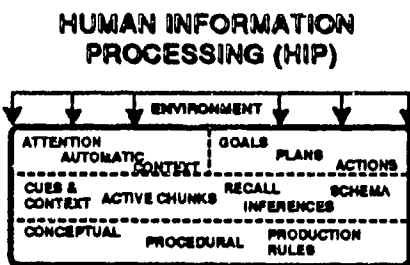 HUMAN INFORMATION
PROCESSING (HIP)
ENVIRONMENT
ATTENTION
AUTOMATIC
CONTEXT
GOALS
PLANS
ACTIONS
CUES &
CONTEXT
ACTIVE CHUNKS
RECALL
INFERENCES
SCHEMA
CONCEPTUAL
PROCEDURAL
PRODUCTION
RULES